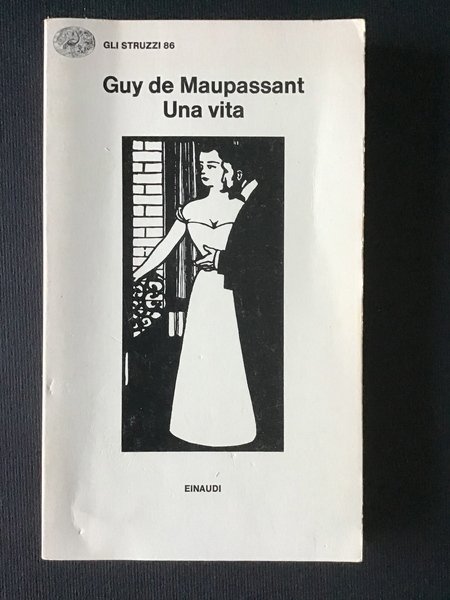 GLI STRUZZI 86
Guy de Maupassant
Una vita
EINAUDI